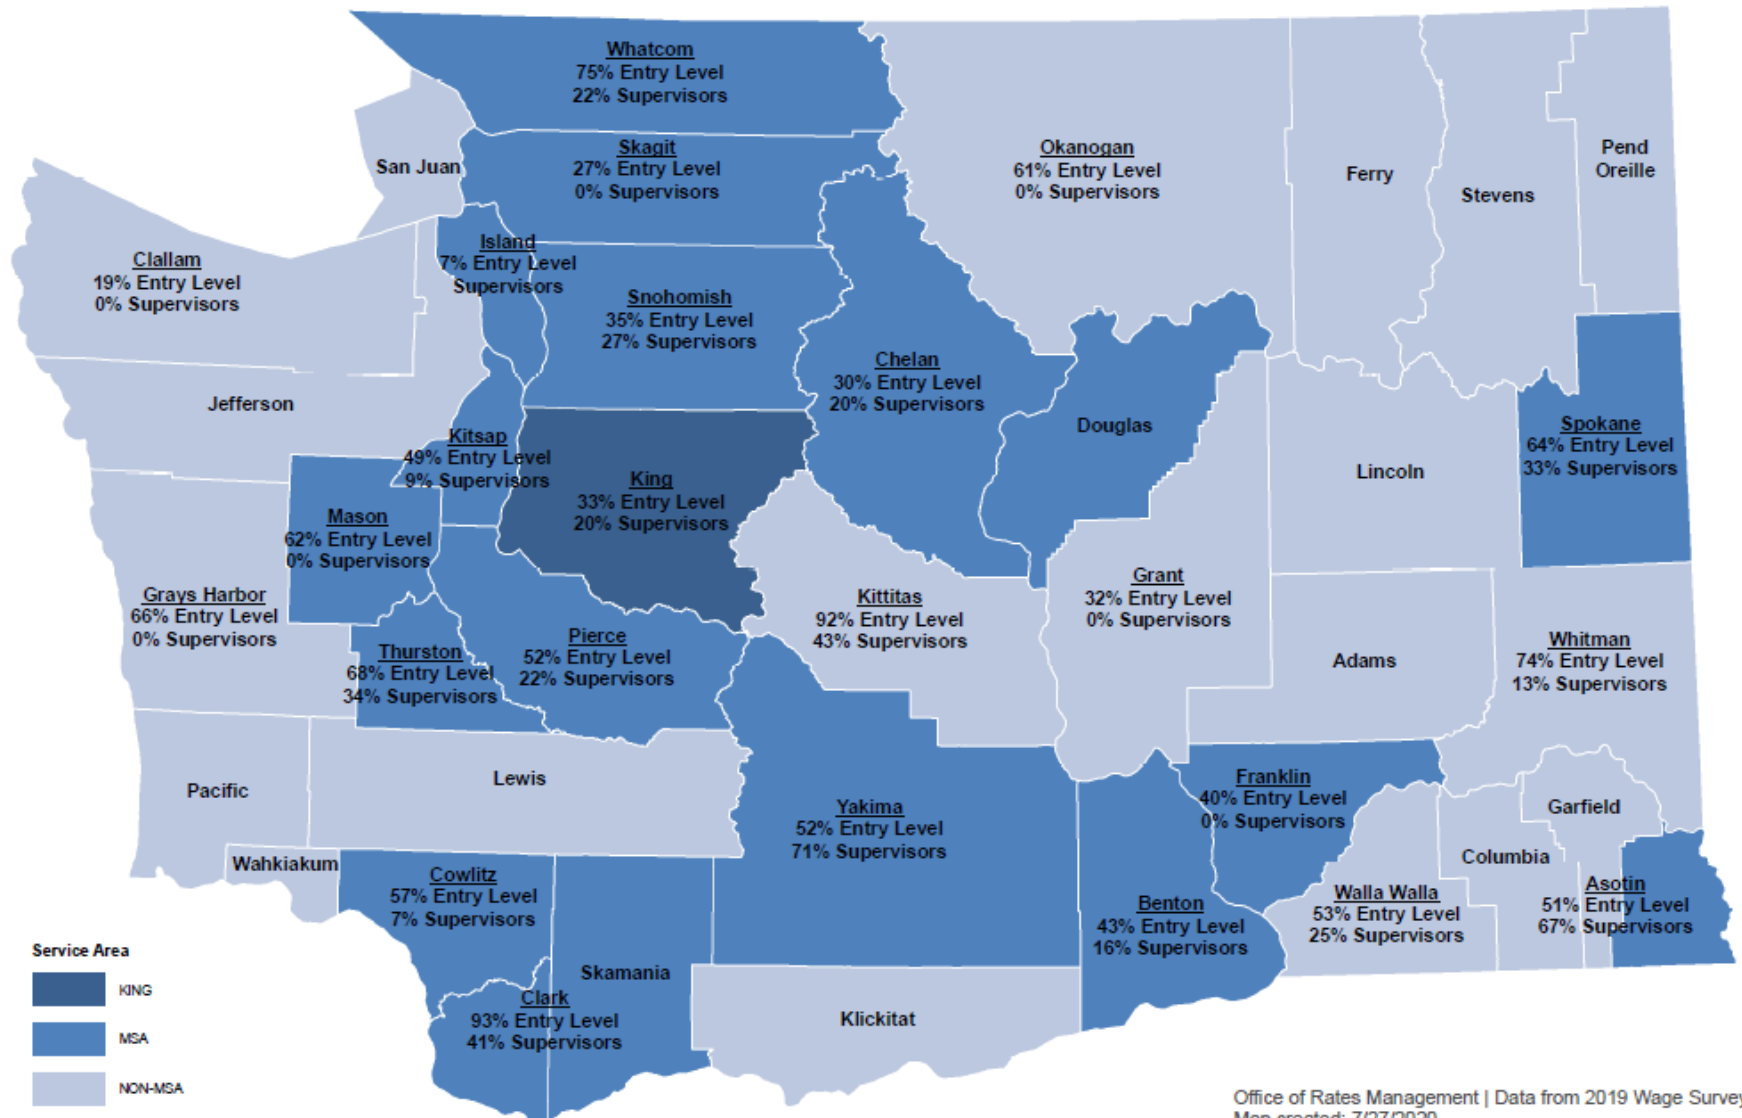 Whatcom
75% Entry Level
22% Supervisors
San Juan
Skagit
27% Entry Level
0% Supervisors
Okanogan
61% Entry Level
0% Supervisors
Ferry
Stevens
Pend
Oreille
Clallam
19% Entry Level
0% Supervisors
Island
7% Entry Level
Supervisors
Snohomish
35% Entry Level
27% Supervisors
Chelan
30% Entry Level
20% Supervisors
Douglas
Jefferson
Kitsap
49% Entry Level
9% Supervisors
King
33% Entry Level
20% Supervisors
Lincoln
Spokane
64% Entry Level
33% Supervisors
Mason
62% Entry Level
0% Supervisors
Grays Harbor
66% Entry Level
0% Supervisors
Thurston
68% Entry Level
34% Supervisors
Pierce
52% Entry Level
22% Supervisors
Kittitas
92% Entry Level
43% Supervisors
Grant
32% Entry Level
0% Supervisors
Adams
Whitman
74% Entry Level
13% Supervisors
Pacific
Lewis
Yakima
52% Entry Level
71% Supervisors
Franklin
40% Entry Level
0% Supervisors
Garfield
Columbia
Wahkiakum
Cowlitz
57% Entry Level
7% Supervisors
Benton
43% Entry Level
16% Supervisors
Walla Walla
53% Entry Level
25% Supervisors
Asotin
51% Entry Level
67% Supervisors
Skamania
Clark
93% Entry Level
41% Supervisors
Klickitat
Service Area
KING
MSA
NON-MSA
Office of Rates Management | Data from 2019 Wage Survey
Map created: 7/27/2020